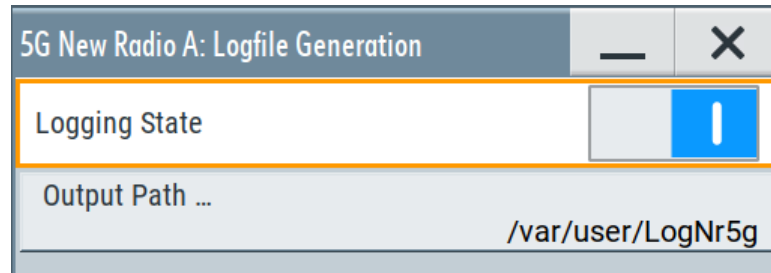 5G New Radio A: Logfile Generation
Logging State
Output Path ...
/var/user/LogNr5g